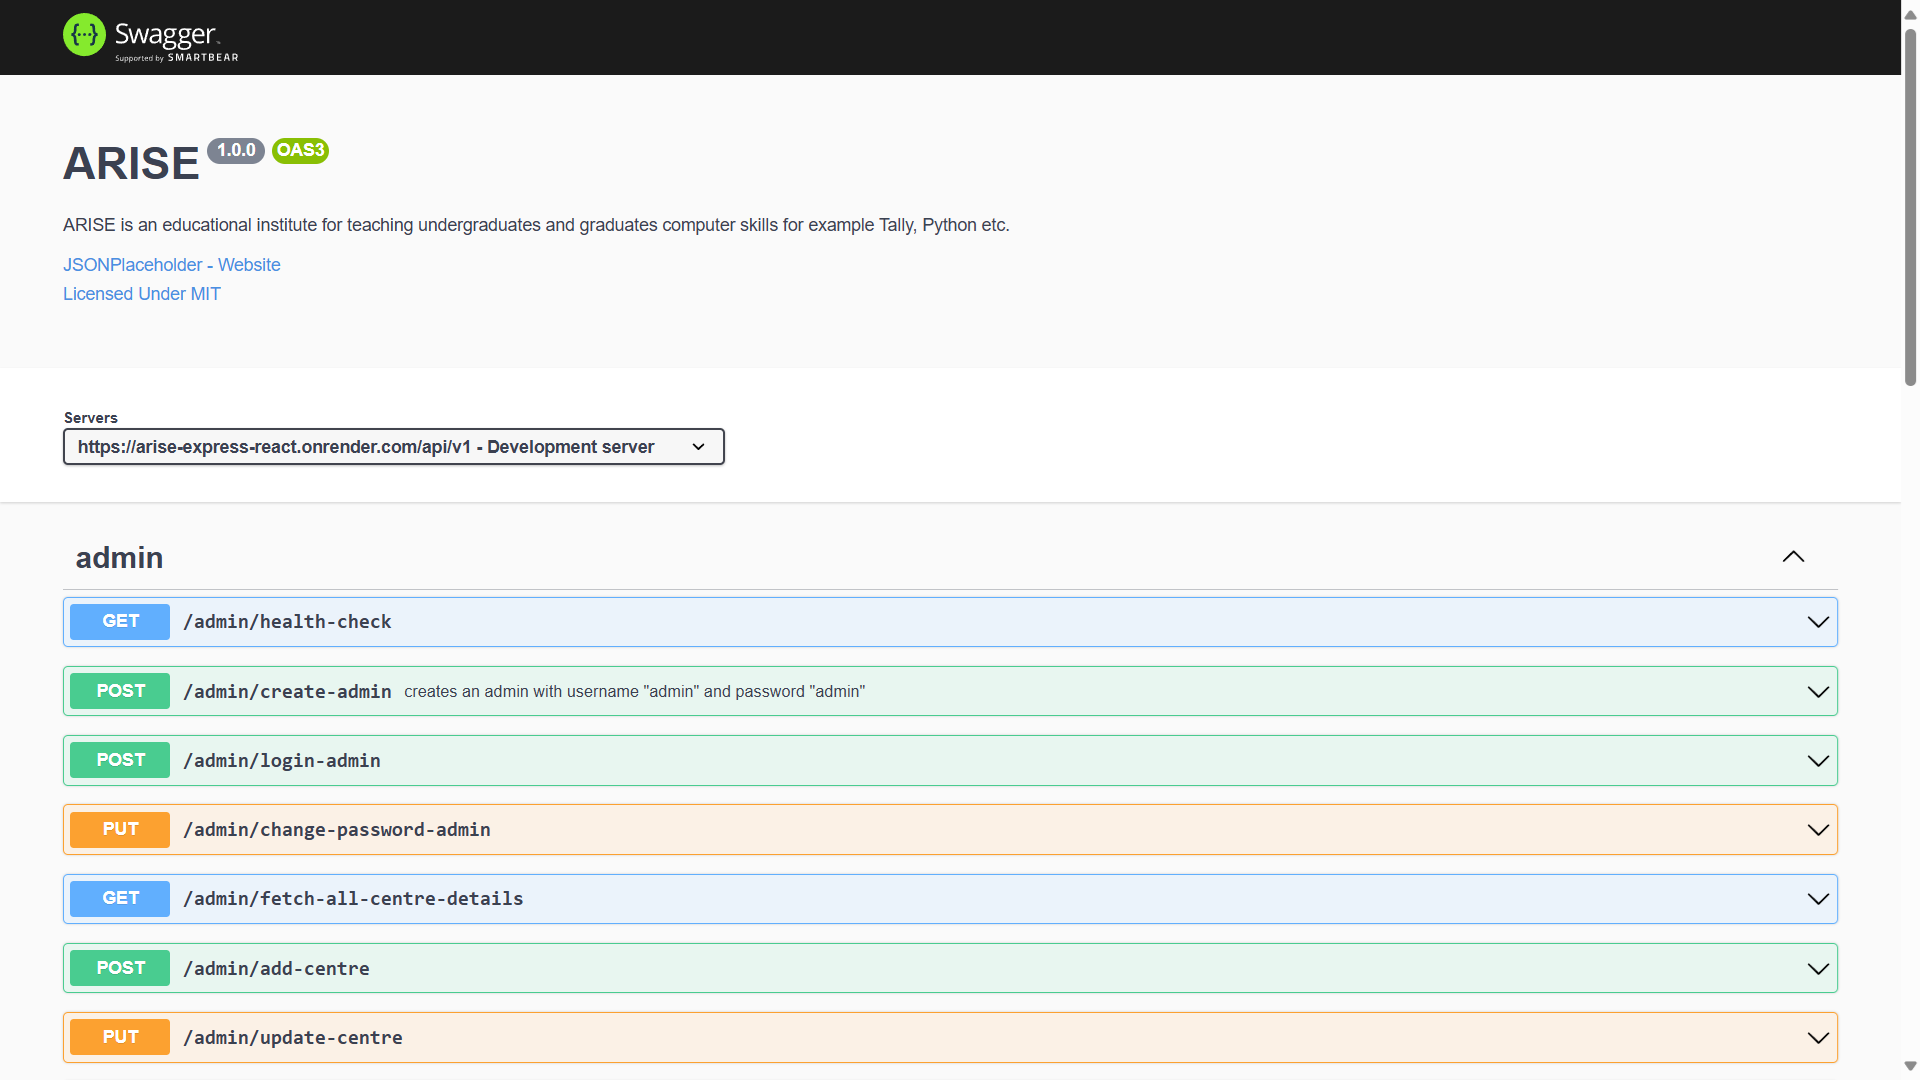 {···} Swagger
Supported by SMARTBEAR
ARISE 1.0.0 OAS3
ARISE is an educational institute for teaching undergraduates and graduates computer skills for example Tally, Python etc.
JSONPlaceholder - Website
Licensed Under MIT
Servers
https://arise-express-react.onrender.com/api/v1 - Development server
admin
GET /admin/health-check
POST /admin/create-admin creates an admin with username "admin" and password "admin"
POST /admin/login-admin
PUT /admin/change-password-admin
GET /admin/fetch-all-centre-details
POST /admin/add-centre
PUT /admin/update-centre